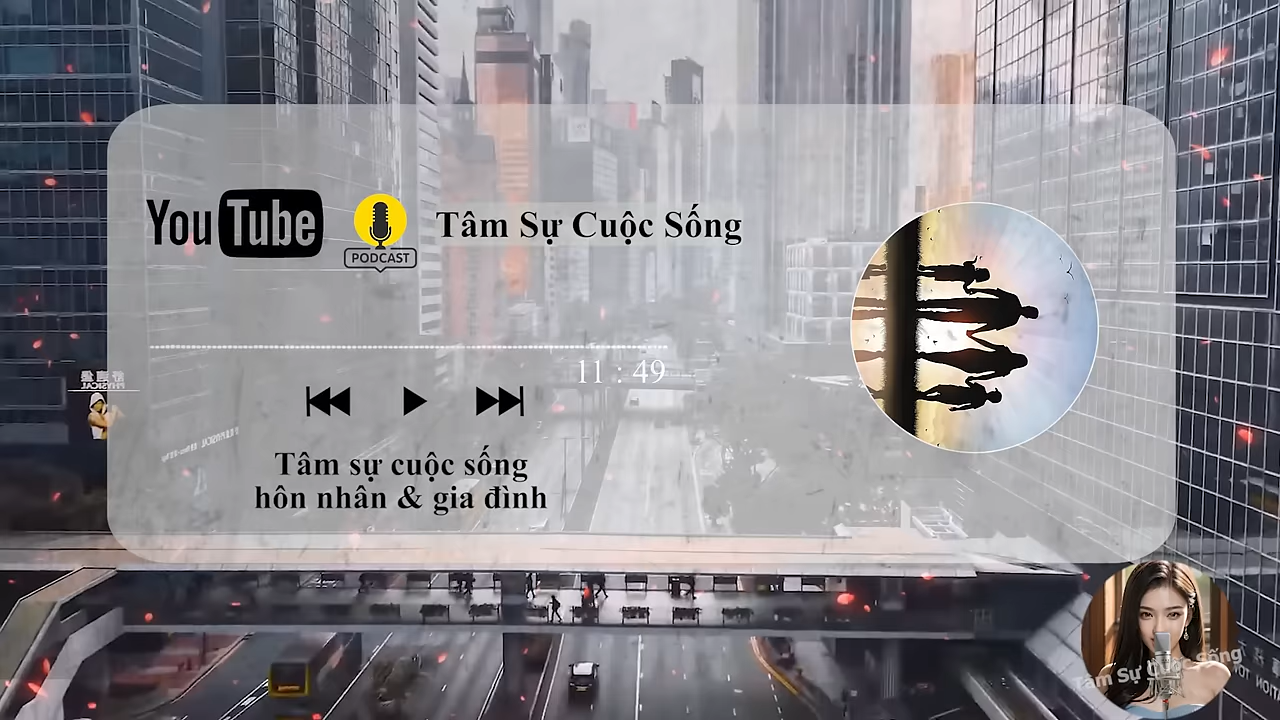 YouTube
PODCAST
Tâm Sự Cuộc Sống
11 : 49
Tâm sự cuộc sống
hôn nhân & gia đình
Tâm Sự Cuộc Sống